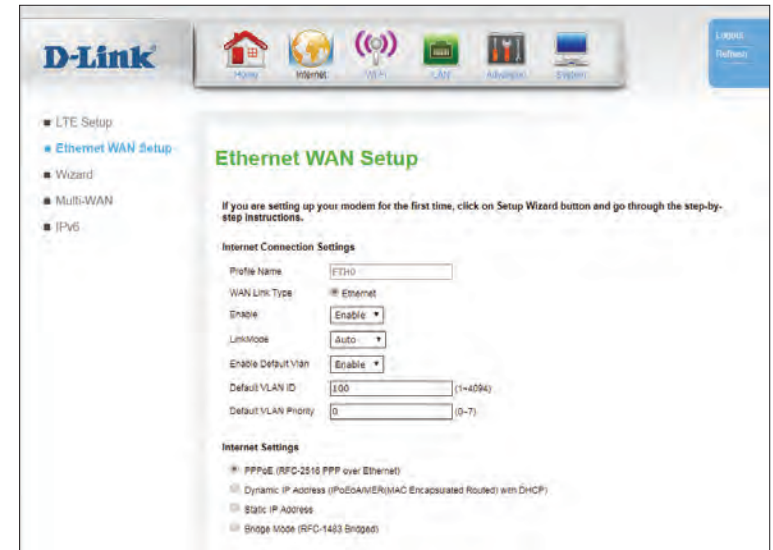 D-Link
Home
Internet
Wi-Fi
LAN
Advanced
System
Logout
Refresh
LTE Setup
Ethernet WAN Setup
Wizard
Multi-WAN
IPv6
Ethernet WAN Setup
If you are setting up your modem for the first time, click on Setup Wizard button and go through the step-by-
step instructions.
Internet Connection Settings
Profile Name ETH0
WAN Link Type Ethernet
Enable Enable
LinkMode Auto
Enable Default Vlan Enable
Default VLAN ID 100 (1~4094)
Default VLAN Priority 0 (0~7)
Internet Settings
PPPoE (RFC-2516 PPP over Ethernet)
Dynamic IP Address (IPoEoA/MER(MAC Encapsulated Routed) with DHCP)
Static IP Address
Bridge Mode (RFC-1483 Bridged)